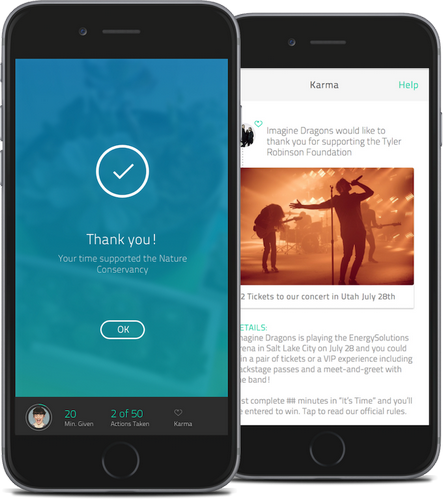 Thank you!
Your time supported the Nature
Conservancy
OK
20
Min. Given
2 of 50
Actions Taken
Karma
Karma
Help
Imagine Dragons would like to
thank you for supporting the Tyler
Robinson Foundation
2 Tickets to our concert in Utah July 28th
ETAILS:
magine Dragons is playing the EnergySolutions
rena in Salt Lake City on July 28 and you could
in a pair of tickets or a VIP experience including
ackstage passes and a meet-and-greet with
he band!
st complete ## minutes in "It's Time" and you'll
e entered to win. Tap to read our official rules.